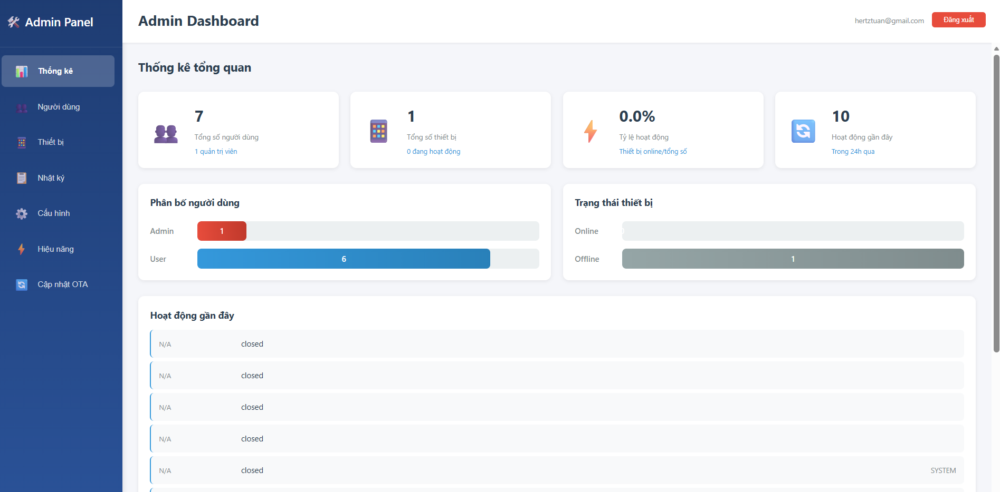 Admin Panel
Admin Dashboard
hertztuan@gmail.com
Đăng xuất
Thống kê
Người dùng
Thiết bị
Nhật ký
Cấu hình
Hiệu năng
Cập nhật OTA
Thống kê tổng quan
7
Tổng số người dùng
1 quản trị viên
1
Tổng số thiết bị
0 đang hoạt động
0.0%
Tỷ lệ hoạt động
Thiết bị online/tổng số
10
Hoạt động gần đây
Trong 24h qua
Phân bố người dùng
Admin 1
User 6
Trạng thái thiết bị
Online 0
Offline 1
Hoạt động gần đây
N/A closed
N/A closed
N/A closed
N/A closed
N/A closed SYSTEM